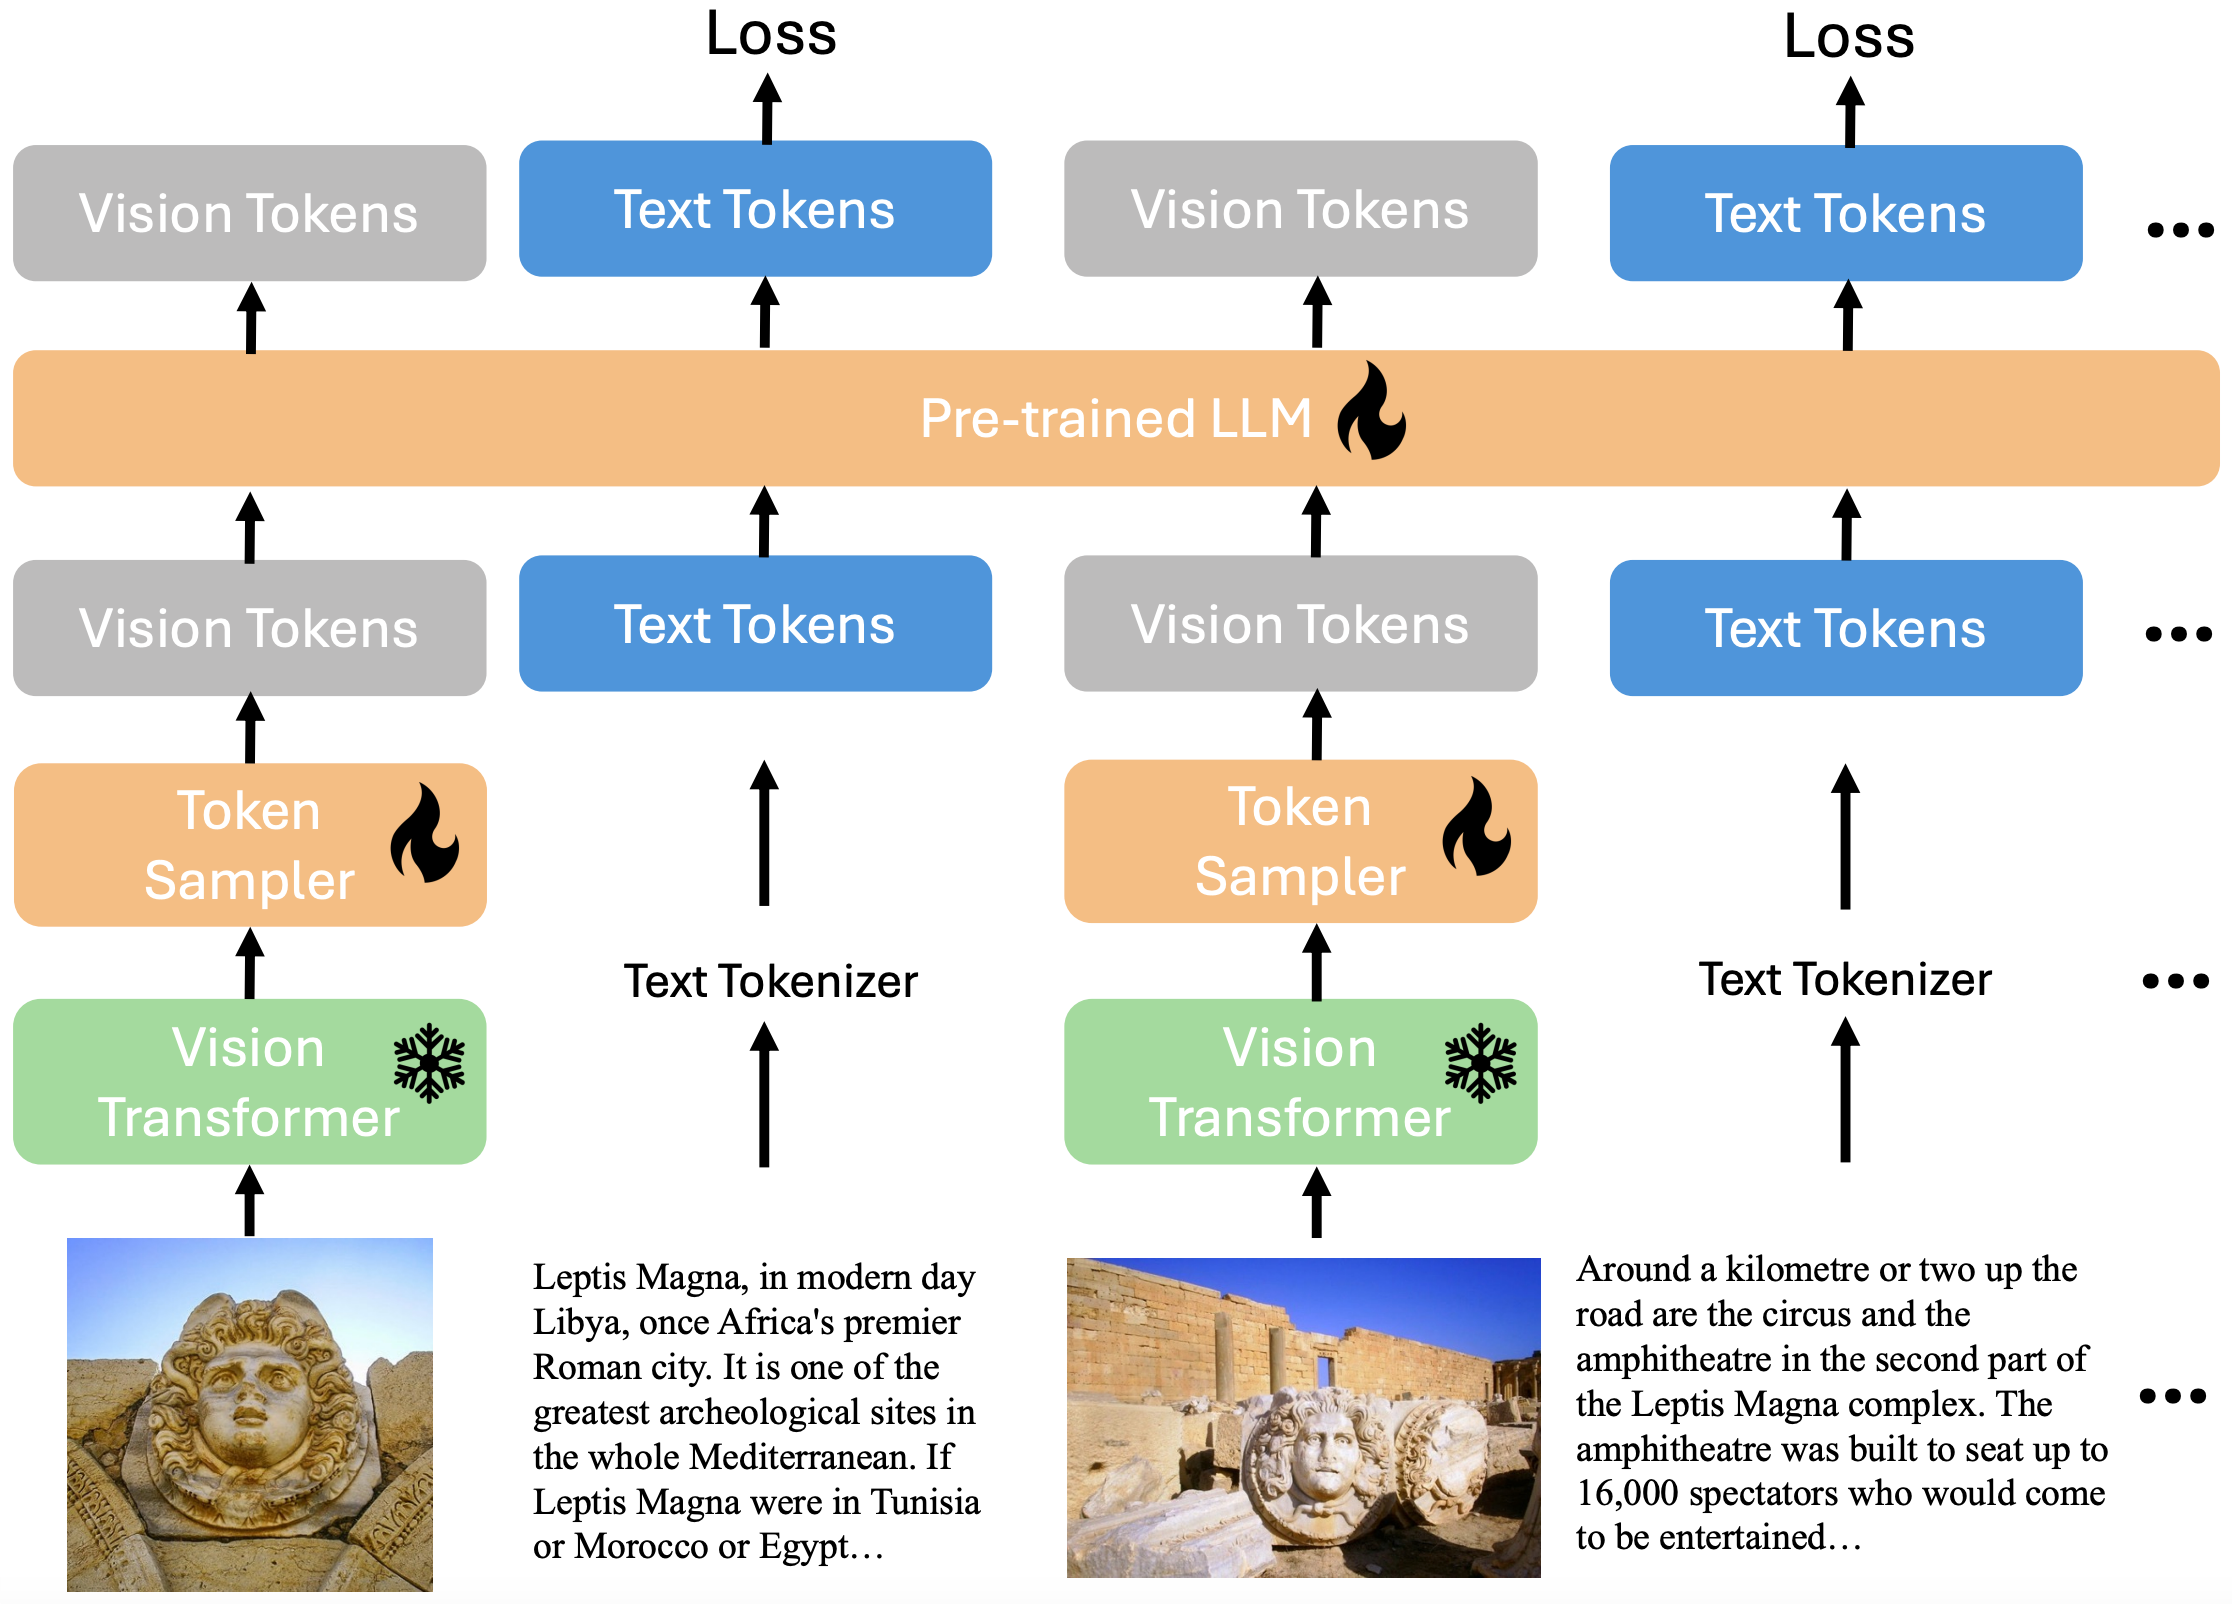 Loss
Loss
Vision Tokens
Text Tokens
Vision Tokens
Text Tokens
...
Pre-trained LLM
Vision Tokens
Text Tokens
Vision Tokens
Text Tokens
...
Token
Sampler
Token
Sampler
Text Tokenizer
Text Tokenizer
...
Vision
Transformer
Vision
Transformer
Leptis Magna, in modern day
Libya, once Africa's premier
Roman city. It is one of the
greatest archeological sites in
the whole Mediterranean. If
Leptis Magna were in Tunisia
or Morocco or Egypt…
Around a kilometre or two up the
road are the circus and the
amphitheatre in the second part of
the Leptis Magna complex. The
amphitheatre was built to seat up to
16,000 spectators who would come
to be entertained…
...